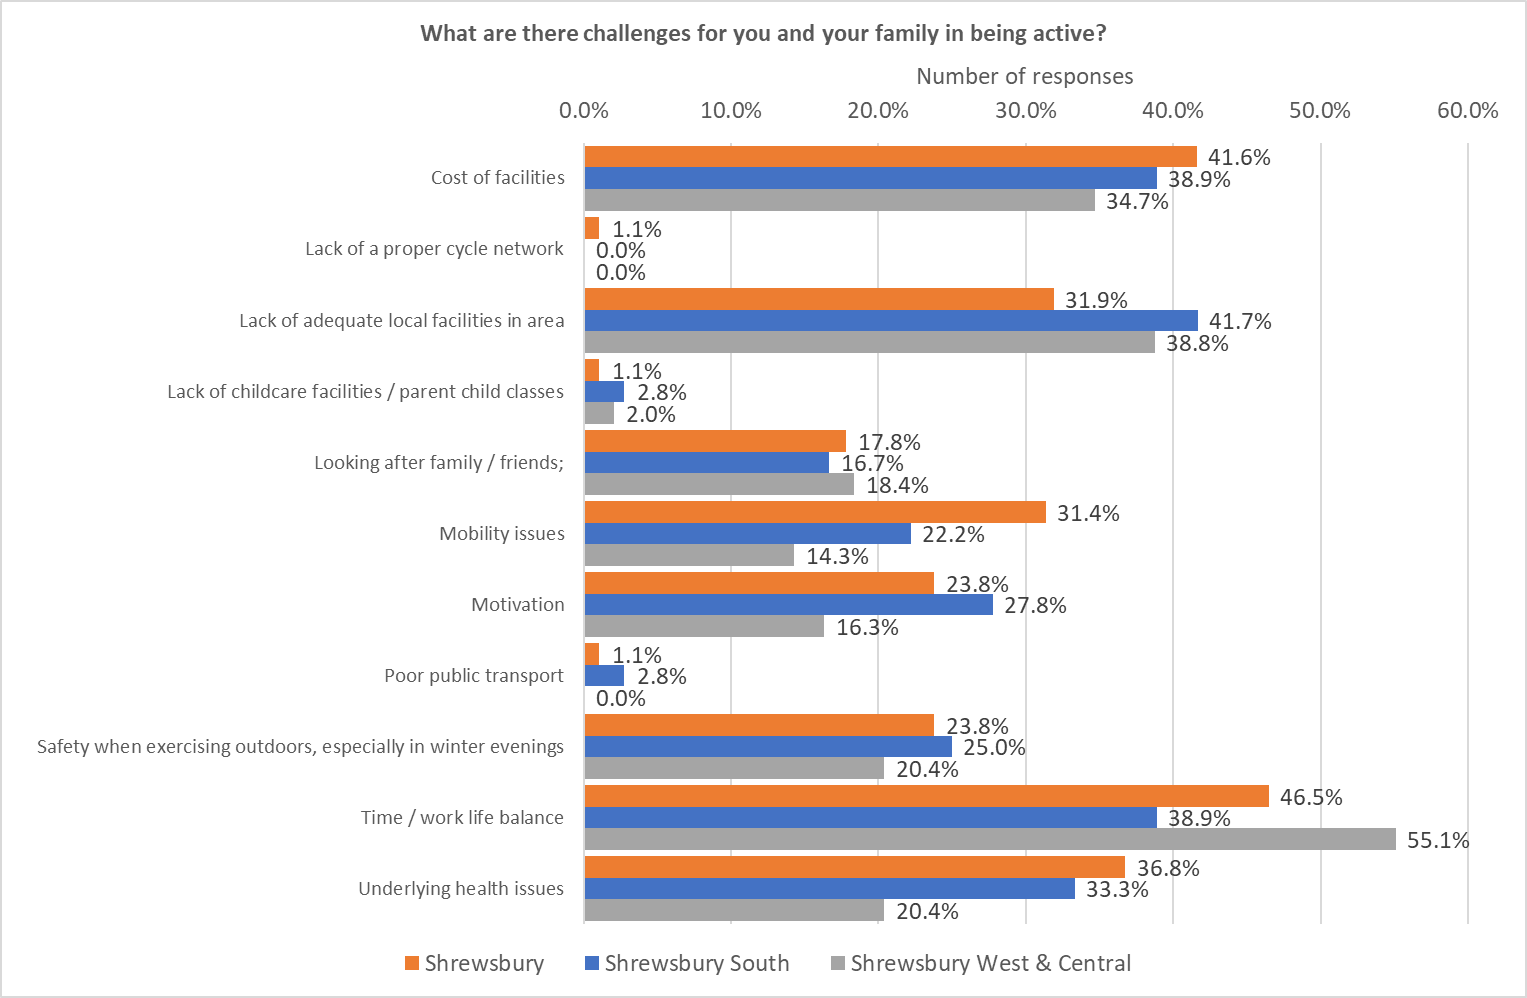 What are there challenges for you and your family in being active?
Number of responses
0.0% 10.0% 20.0% 30.0% 40.0% 50.0% 60.0%
Cost of facilities
41.6%
38.9%
34.7%
Lack of a proper cycle network
1.1%
0.0%
0.0%
Lack of adequate local facilities in area
31.9%
41.7%
38.8%
Lack of childcare facilities / parent child classes
1.1%
2.8%
2.0%
Looking after family / friends;
17.8%
16.7%
18.4%
Mobility issues
31.4%
22.2%
14.3%
Motivation
23.8%
27.8%
16.3%
Poor public transport
1.1%
2.8%
0.0%
Safety when exercising outdoors, especially in winter evenings
23.8%
25.0%
20.4%
Time / work life balance
46.5%
38.9%
55.1%
Underlying health issues
36.8%
33.3%
20.4%
Shrewsbury Shrewsbury South Shrewsbury West & Central